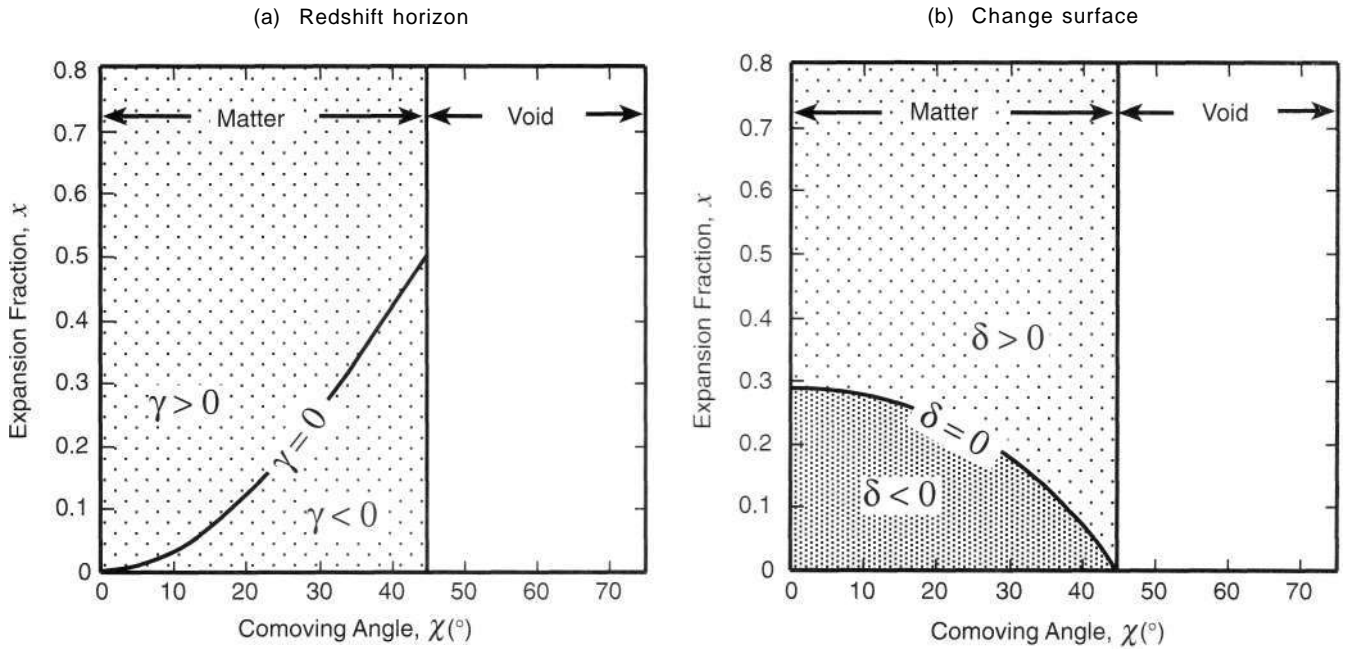 (a) Redshift horizon
0.8
0.7
0.6
0.5
0.4
0.3
0.2
0.1
0
Expansion Fraction, x
Matter
Void
γ > 0
γ = 0
γ < 0
0 10 20 30 40 50 60 70
Comoving Angle, χ(°)
(b) Change surface
0.8
0.7
0.6
0.5
0.4
0.3
0.2
0.1
0
Expansion Fraction, x
Matter
Void
δ > 0
δ = 0
δ < 0
0 10 20 30 40 50 60 70
Comoving Angle, χ(°)